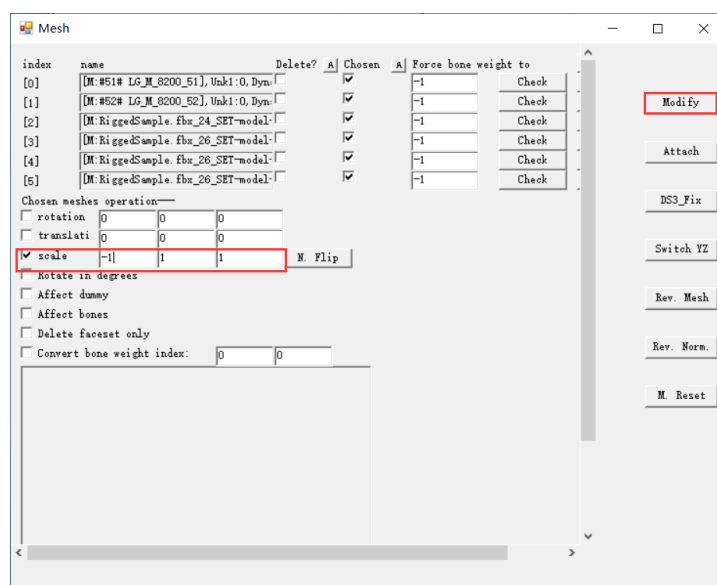 Mesh
index name Delete? A Chosen A Force bone weight to
[0] [M:#51# LG_M_8200_51], Unk1:0, Dyn: -1 Check
[1] [M:#52# LG_M_8200_52], Unk1:0, Dyn: -1 Check
[2] [M:RiggedSample.fbx_24_SET-model- -1 Check
[3] [M:RiggedSample.fbx_26_SET-model- -1 Check
[4] [M:RiggedSample.fbx_26_SET-model- -1 Check
[5] [M:RiggedSample.fbx_26_SET-model- -1 Check
Chosen meshes operation——
rotation 0 0 0
translati 0 0 0
scale -1 1 1 N. Flip
Rotate in degrees
Affect dummy
Affect bones
Delete faceset only
Convert bone weight index: 0 0
Modify
Attach
DS3_Fix
Switch YZ
Rev. Mesh
Rev. Norm.
M. Reset